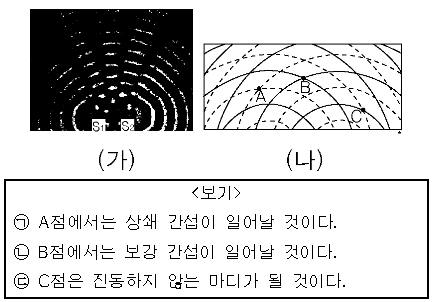 S₁ S₂
A B C
(가) (나)
<보기>
㉠ A점에서는 상쇄 간섭이 일어날 것이다.
㉡ B점에서는 보강 간섭이 일어날 것이다.
㉢ C점은 진동하지 않는 마디가 될 것이다.